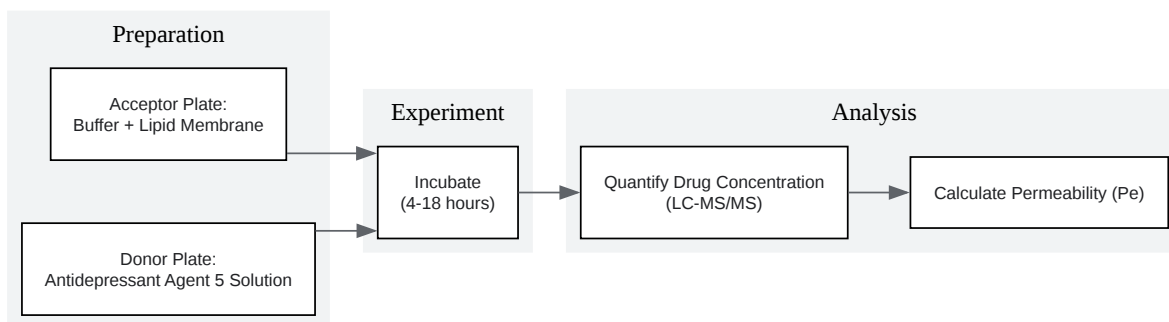 Preparation
Acceptor Plate:
Buffer + Lipid Membrane
Donor Plate:
Antidepressant Agent 5 Solution
Experiment
Incubate
(4-18 hours)
Analysis
Quantify Drug Concentration
(LC-MS/MS)
Calculate Permeability (Pe)